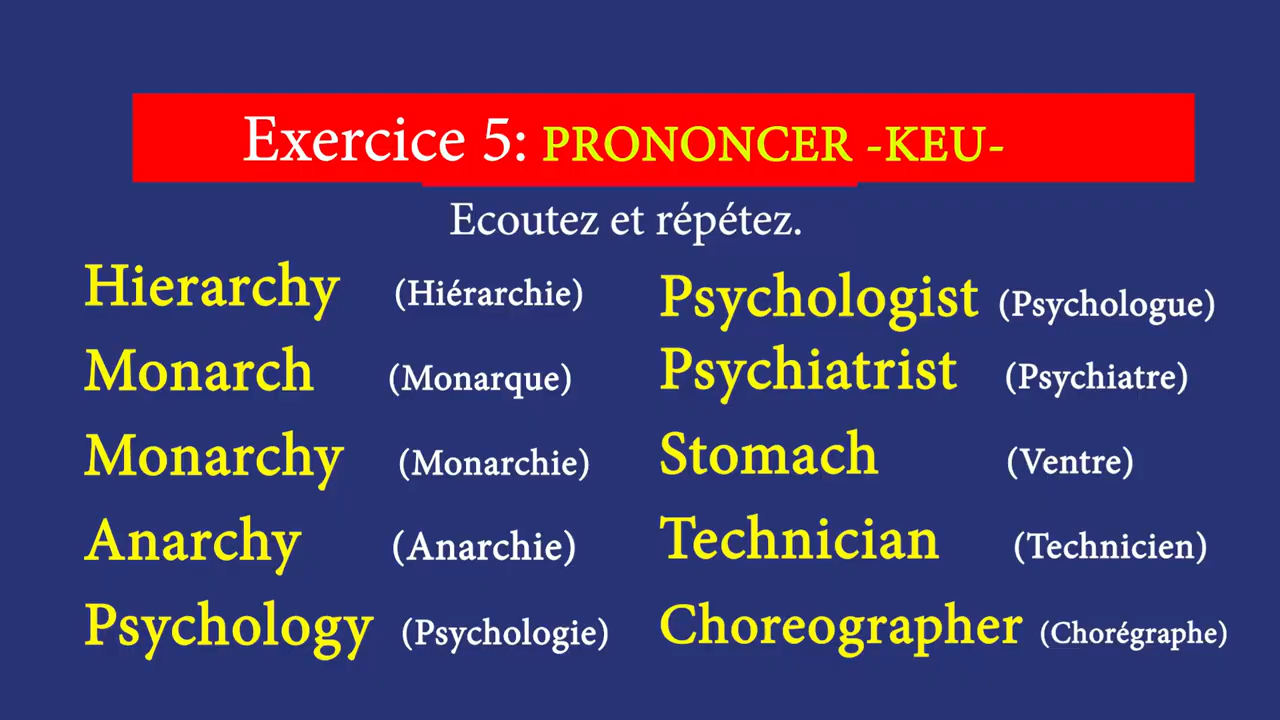 Exercice 5: PRONONCER -KEU-
Ecoutez et répétez.
Hierarchy (Hiérarchie)
Monarch (Monarque)
Monarchy (Monarchie)
Anarchy (Anarchie)
Psychology (Psychologie)
Psychologist (Psychologue)
Psychiatrist (Psychiatre)
Stomach (Ventre)
Technician (Technicien)
Choreographer (Chorégraphe)